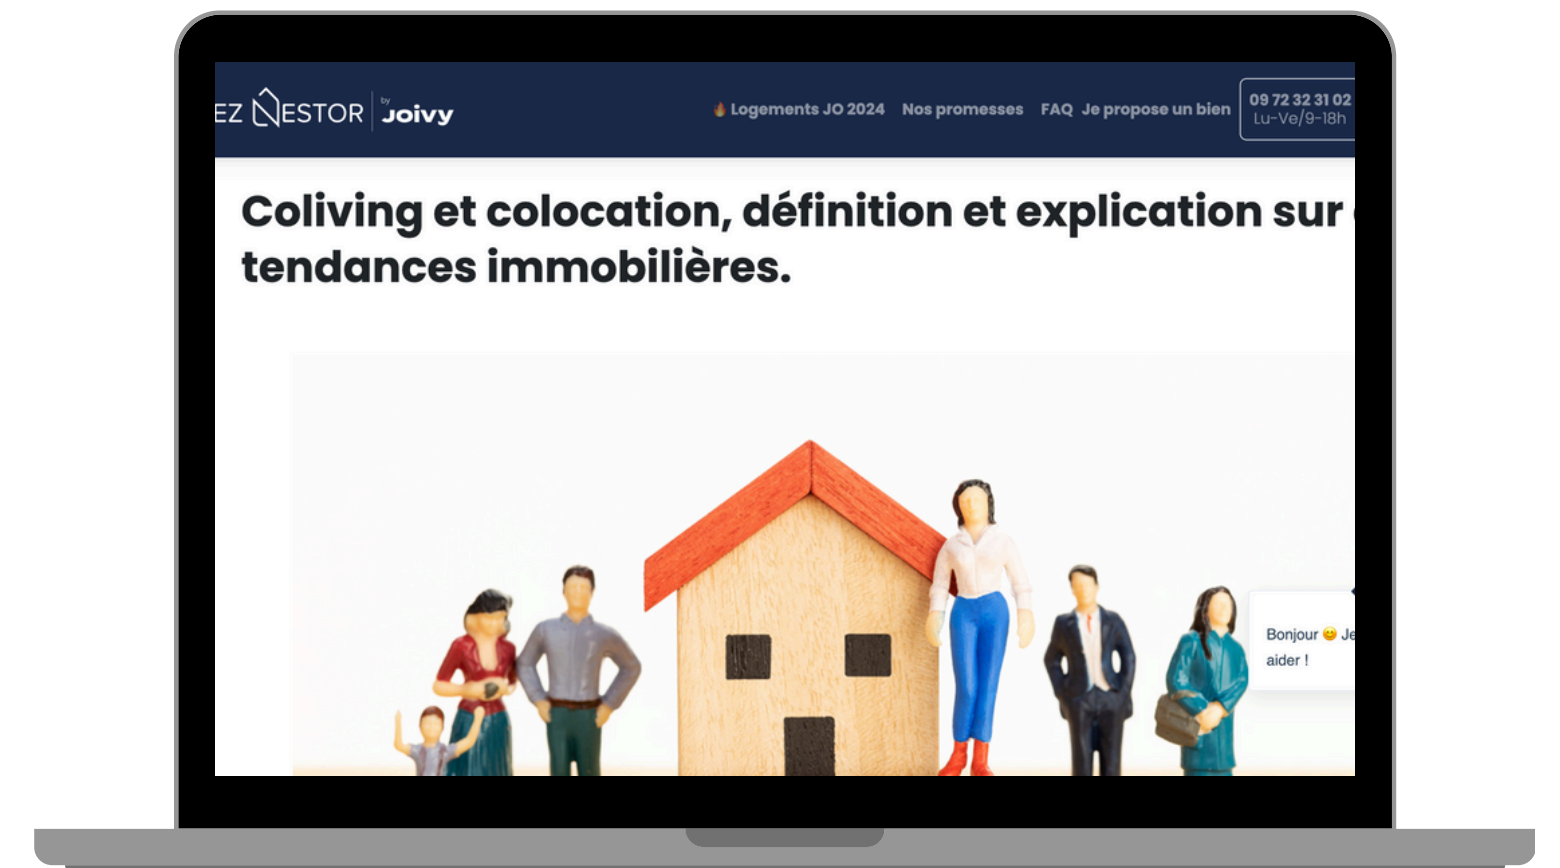 EZ NESTOR by Joivy
Logements JO 2024 Nos promesses FAQ Je propose un bien
09 72 32 31 02
Lu-Ve/9-18h
Coliving et colocation, définition et explication sur
tendances immobilières.
Bonjour 😊 Je
aider !